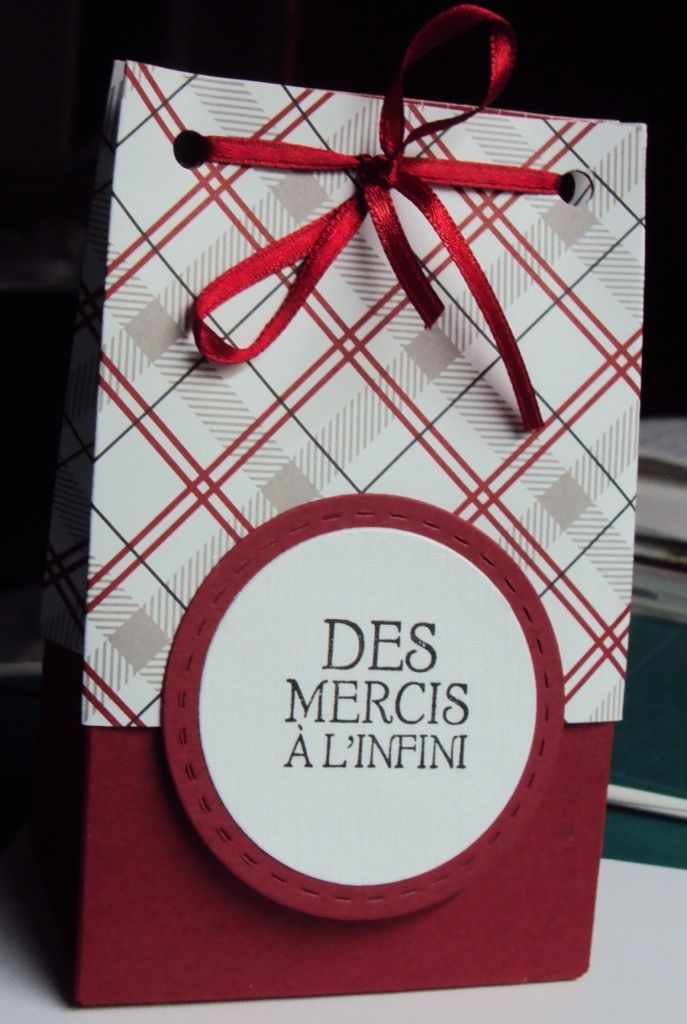 DES
MERCIS
À L'INFINI